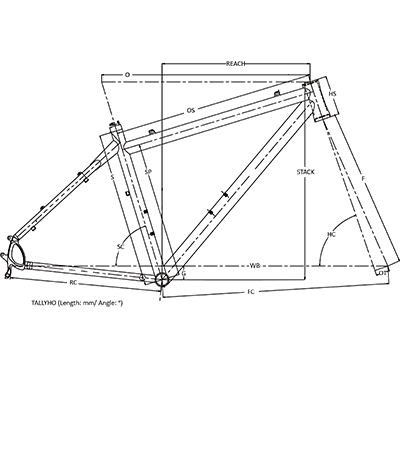 REACH
O
HS
OS
STACK
S
SP
F
SC
HC
WB
G
OT
RC
FC
TALLYHO (Length: mm/ Angle: °)